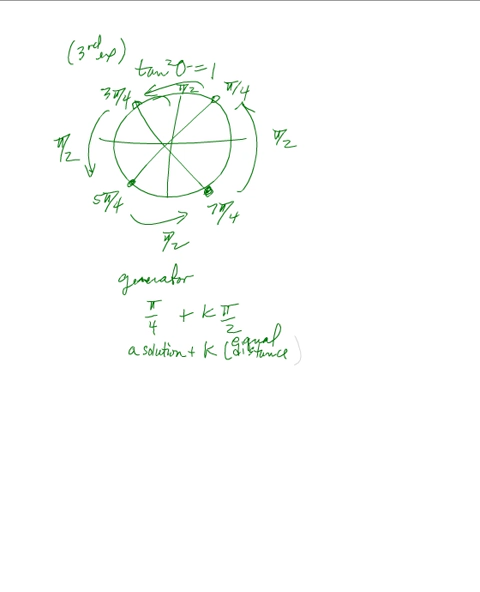 (3rd exp)
tan²θ = 1
3π/4 π/2 π/4
π/2 π/2
5π/4 7π/4
π/2
generator
π/4 + k π/2
a solution + k (equal distance)